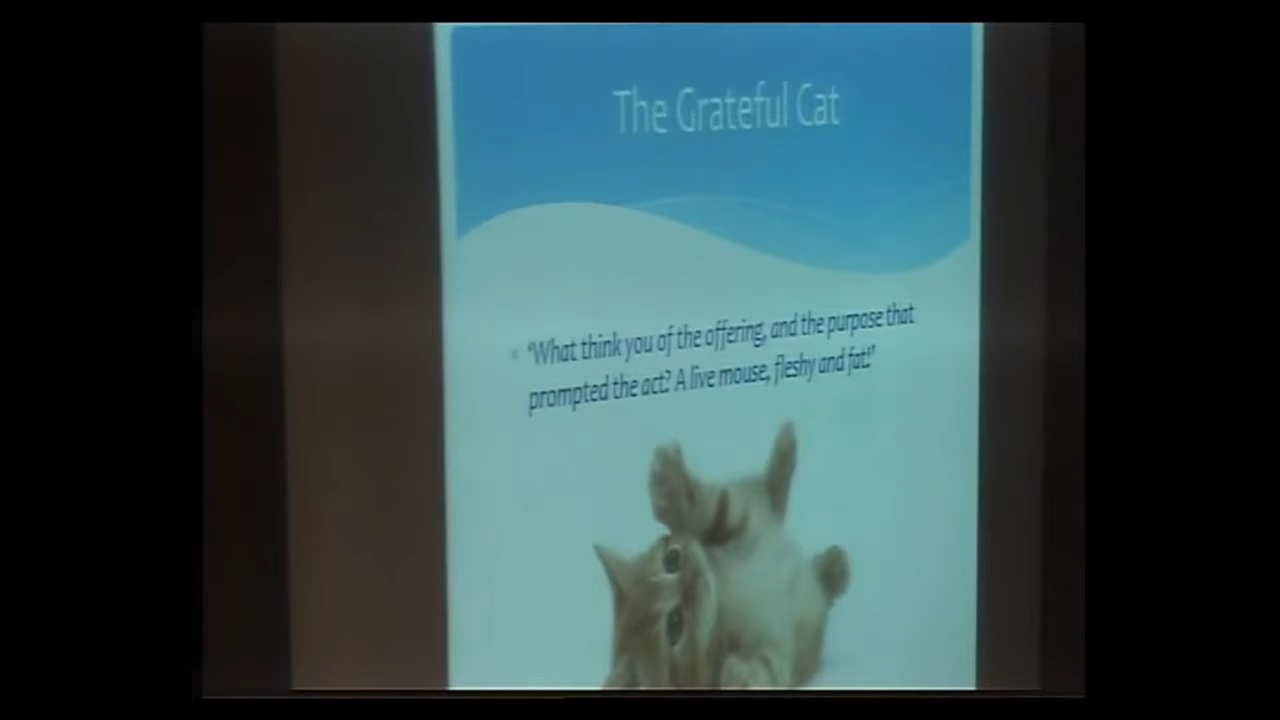 The Grateful Cat
‘What think you of the offering, and the purpose that
prompted the act? A live mouse, fleshy and fat!’